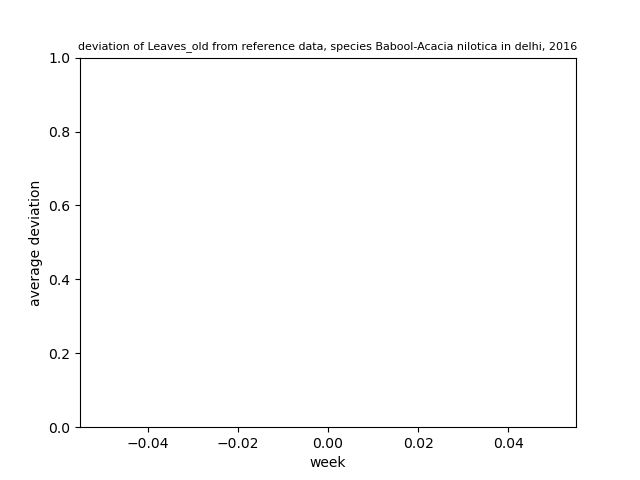 deviation of Leaves_old from reference data, species Babool-Acacia nilotica in delhi, 2016
1.0
0.8
0.6
0.4
0.2
0.0
average deviation
−0.04 −0.02 0.00 0.02 0.04
week